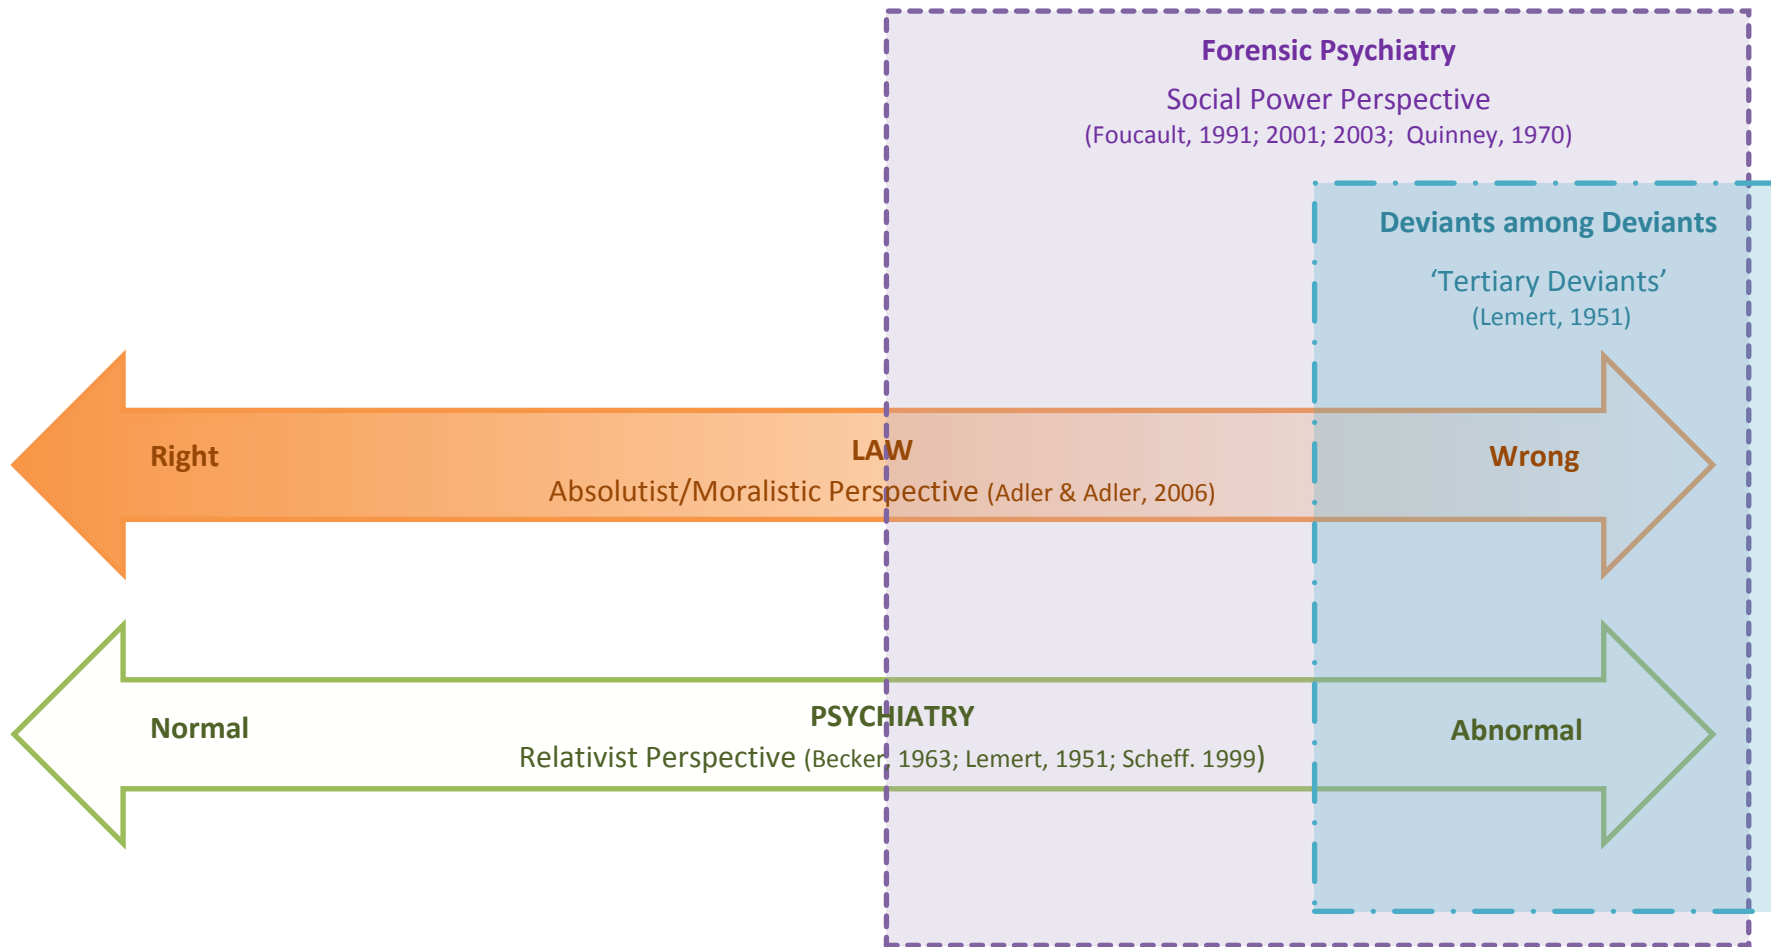 Forensic Psychiatry
Social Power Perspective
(Foucault, 1991; 2001; 2003;  Quinney, 1970)
Deviants among Deviants
‘Tertiary Deviants’
(Lemert, 1951)
Right
LAW
Wrong
Absolutist/Moralistic Perspective (Adler & Adler, 2006)
Normal
PSYCHIATRY
Abnormal
Relativist Perspective (Becker, 1963; Lemert, 1951; Scheff. 1999)